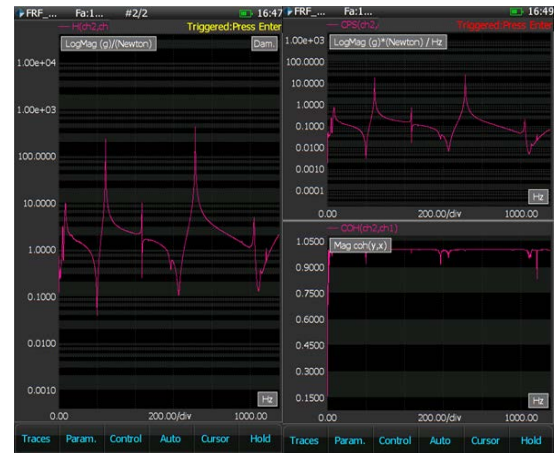 FRF_... Fa:1... #2/2 16:47
H(ch2,ch Triggered:Press Enter
LogMag (g)/(Newton) Dam.
1.00e+04
1.00e+03
100.0000
10.0000
1.0000
0.1000
0.0100
0.0010
Hz
0.00 200.00/div 1000.00
Traces Param. Control Auto Cursor Hold
FRF_... Fa:1... 16:49
CPS(ch2,/ Triggered:Press Enter
1.00e+03 LogMag (g)*(Newton) / Hz
100.0000
10.0000
1.0000
0.1000
0.0100
0.0010
0.0001
Hz
0.00 200.00/div 1000.00
COH(ch2,ch1)
1.0500 Mag coh(y,x)
0.9000
0.7500
0.6000
0.4500
0.3000
0.1500
Hz
0.00 200.00/div 1000.00
Traces Param. Control Auto Cursor Hold